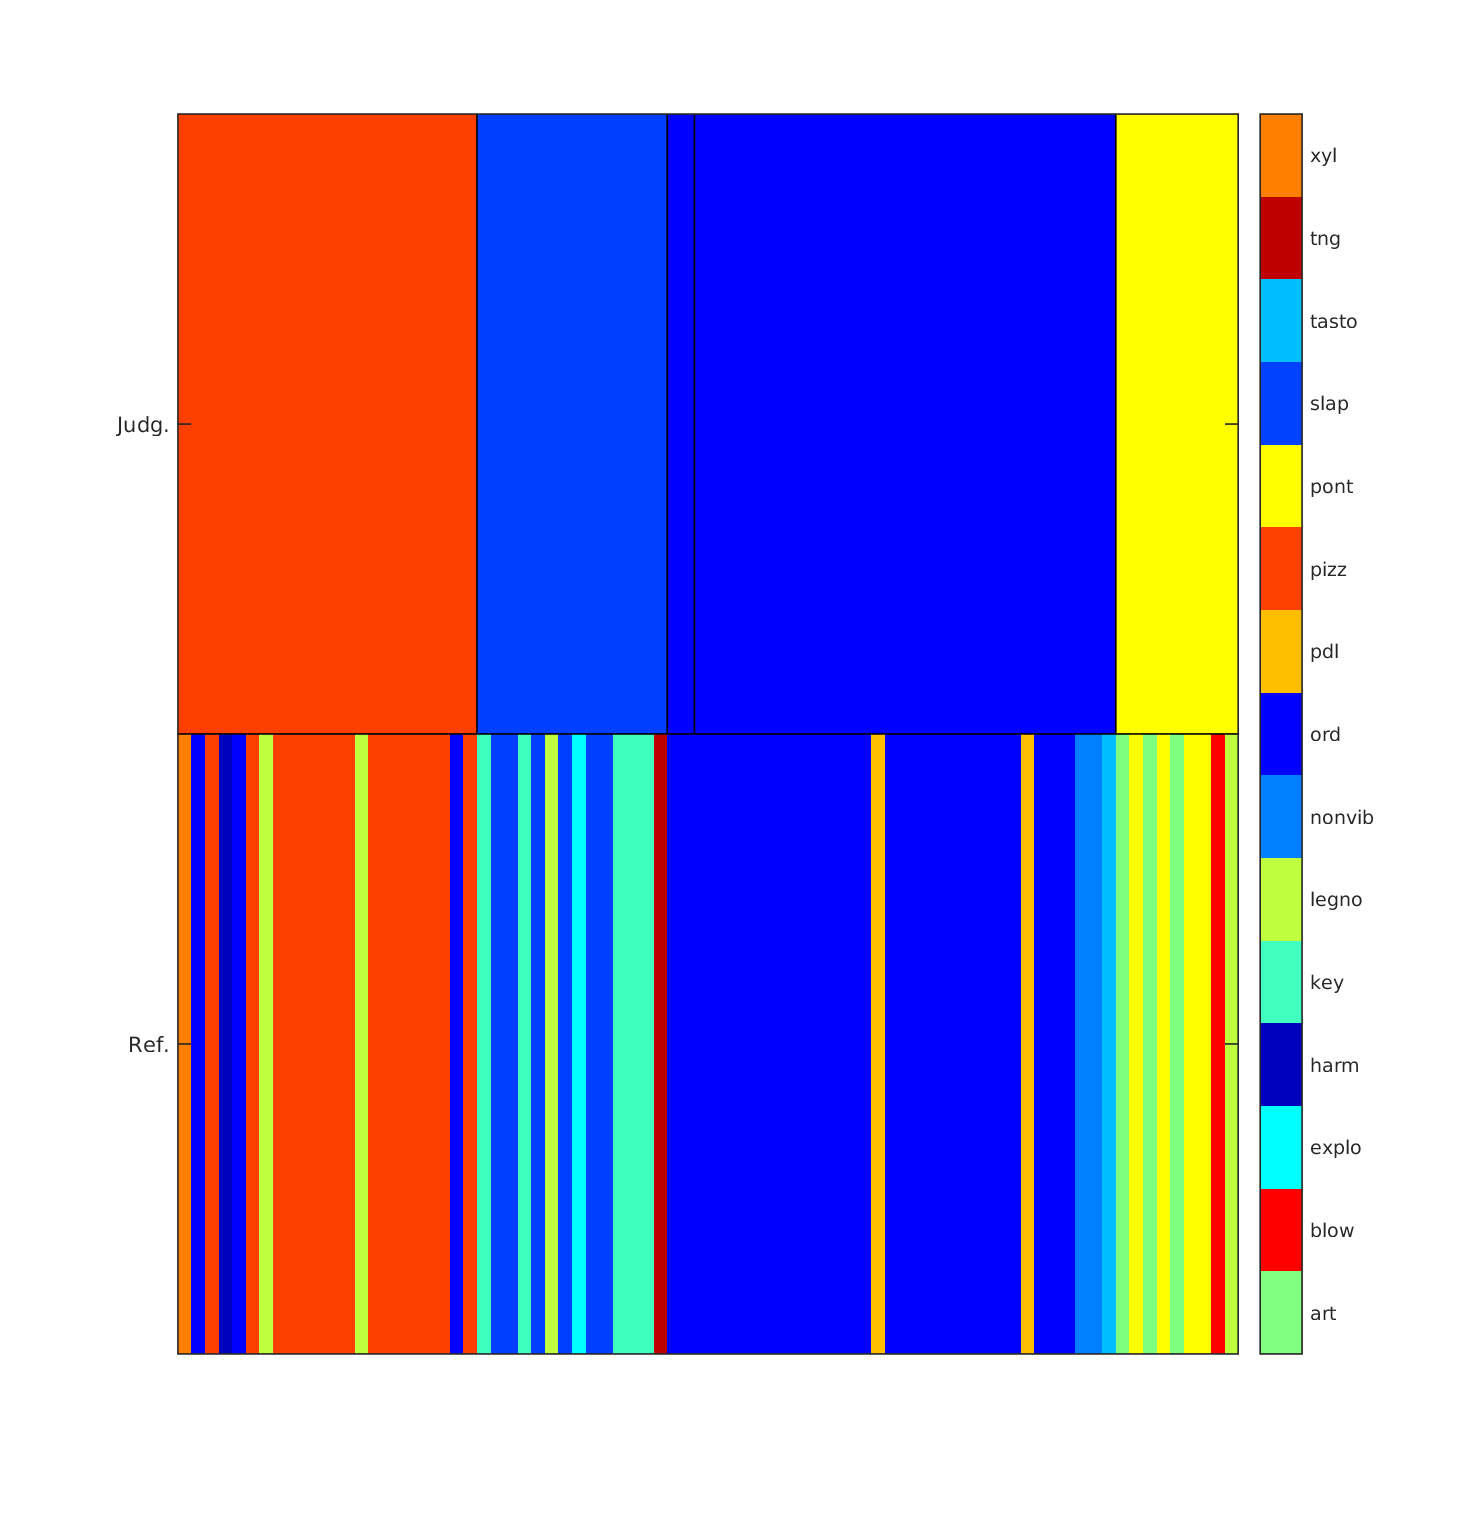 Judg.
Ref.
xyl
tng
tasto
slap
pont
pizz
pdl
ord
nonvib
legno
key
harm
explo
blow
art